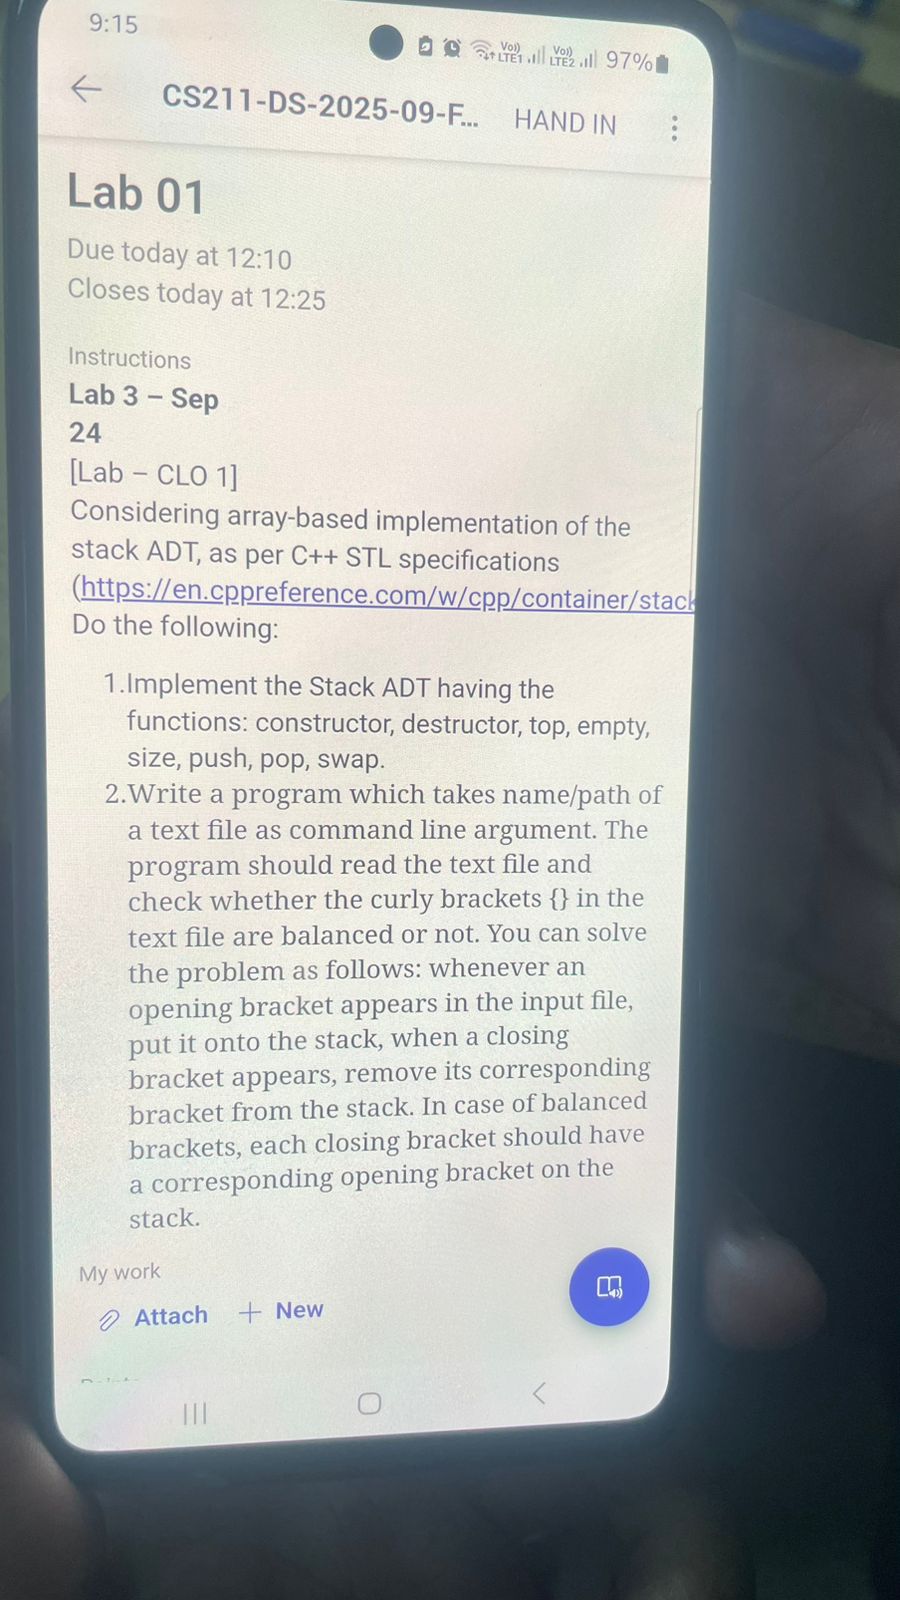 9:15
Vo)) LTE1 Vo)) LTE2 97%
CS211-DS-2025-09-F... HAND IN
Lab 01
Due today at 12:10
Closes today at 12:25
Instructions
Lab 3 – Sep
24
[Lab – CLO 1]
Considering array-based implementation of the
stack ADT, as per C++ STL specifications
(https://en.cppreference.com/w/cpp/container/stack
Do the following:
1.Implement the Stack ADT having the
functions: constructor, destructor, top, empty,
size, push, pop, swap.
2.Write a program which takes name/path of
a text file as command line argument. The
program should read the text file and
check whether the curly brackets {} in the
text file are balanced or not. You can solve
the problem as follows: whenever an
opening bracket appears in the input file,
put it onto the stack, when a closing
bracket appears, remove its corresponding
bracket from the stack. In case of balanced
brackets, each closing bracket should have
a corresponding opening bracket on the
stack.
My work
Attach + New